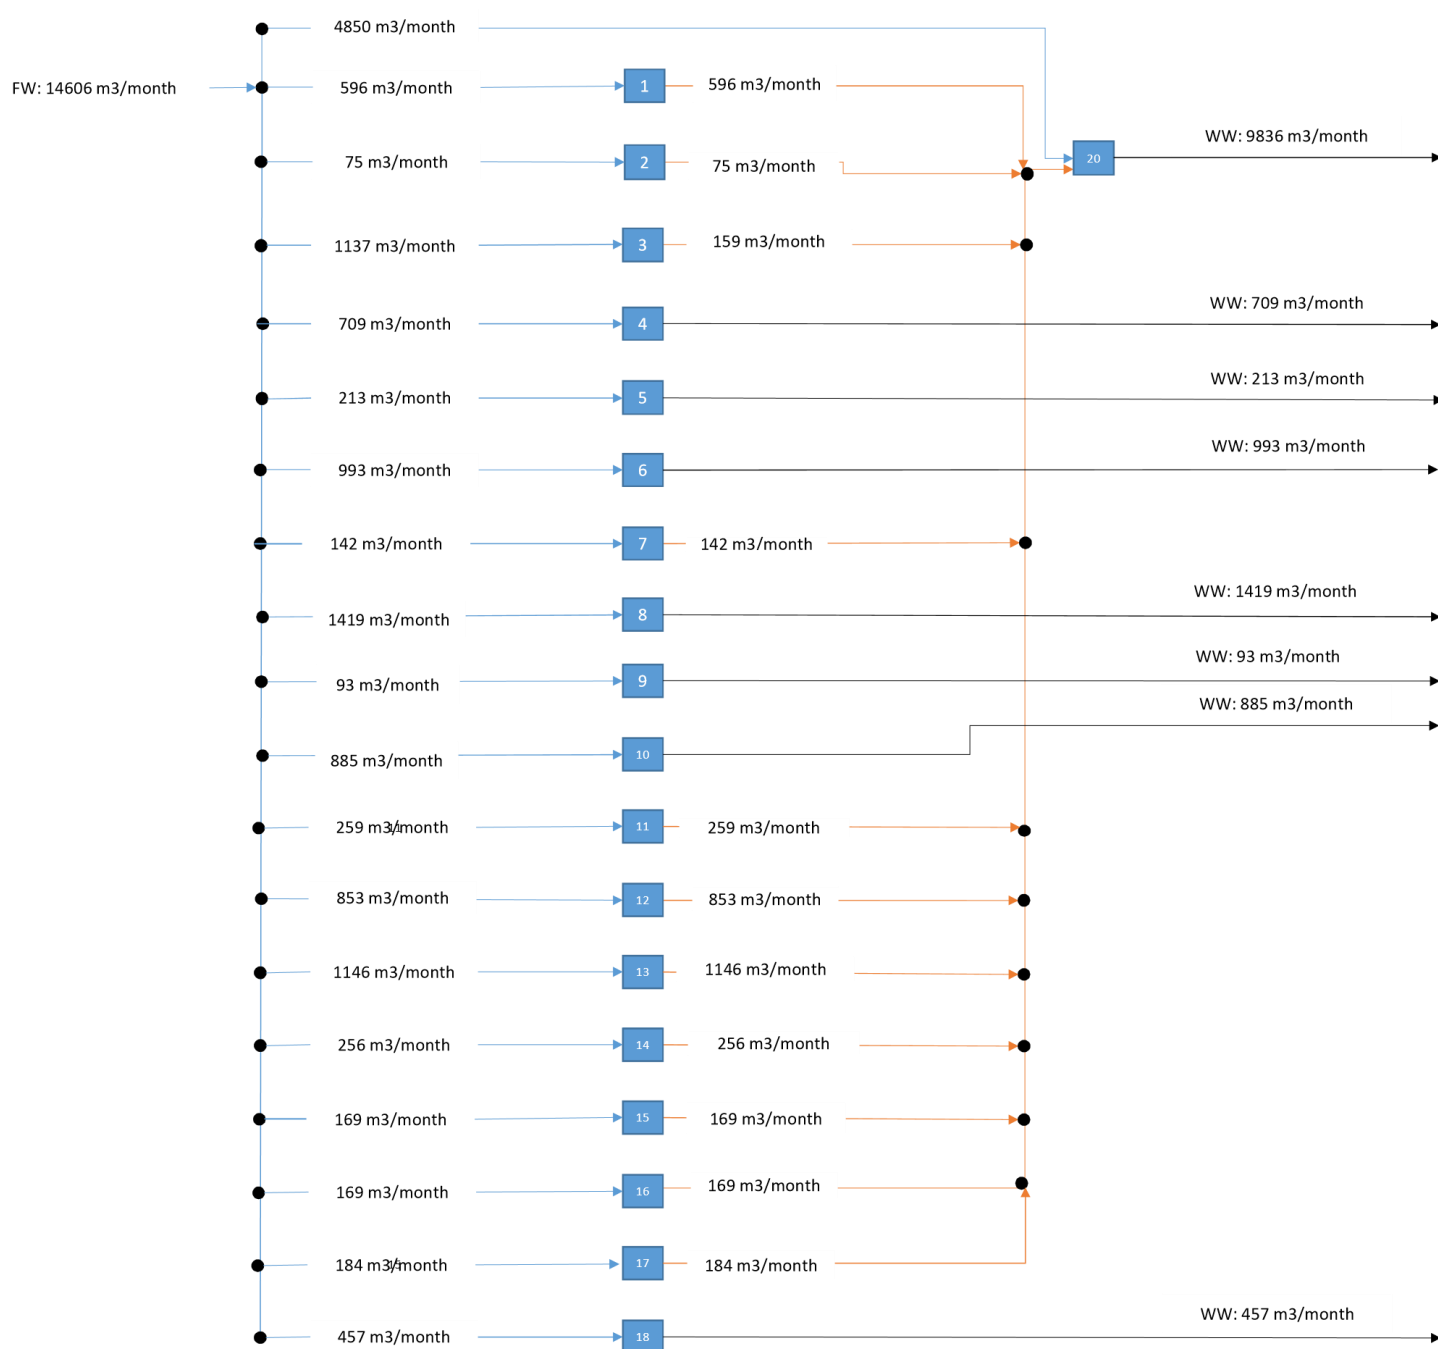 4850 m3/month
FW: 14606 m3/month
596 m3/month
1
596 m3/month
WW: 9836 m3/month
75 m3/month
2
75 m3/month
20
1137 m3/month
3
159 m3/month
WW: 709 m3/month
709 m3/month
4
WW: 213 m3/month
213 m3/month
5
WW: 993 m3/month
993 m3/month
6
142 m3/month
7
142 m3/month
WW: 1419 m3/month
1419 m3/month
8
WW: 93 m3/month
93 m3/month
9
WW: 885 m3/month
885 m3/month
10
259 m3/month
11
259 m3/month
853 m3/month
12
853 m3/month
1146 m3/month
13
1146 m3/month
256 m3/month
14
256 m3/month
169 m3/month
15
169 m3/month
169 m3/month
16
169 m3/month
184 m3/month
17
184 m3/month
WW: 457 m3/month
457 m3/month
18